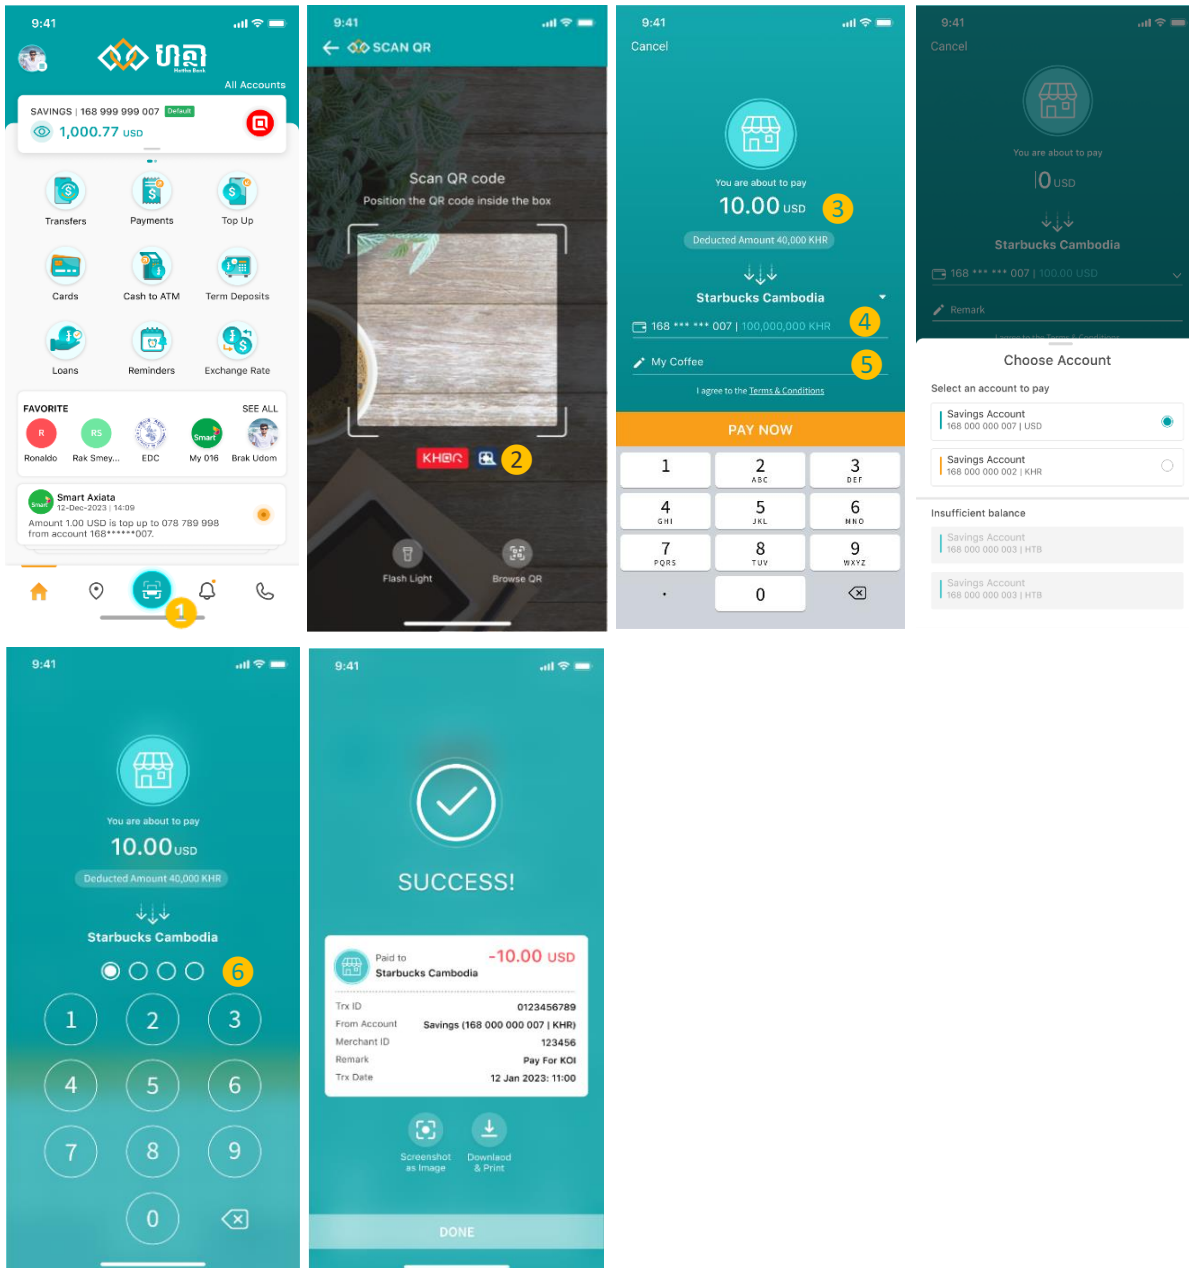 9:41
ហត្ថា
Hattha Bank
All Accounts
SAVINGS | 168 999 999 007 Default
1,000.77 USD
Transfers Payments Top Up
Cards Cash to ATM Term Deposits
Loans Reminders Exchange Rate
FAVORITE SEE ALL
R RS Smart
Ronaldo Rak Smey... EDC My 016 Brak Udom
Smart
Smart Axiata
12-Dec-2023 | 14:09
Amount 1.00 USD is top up to 078 789 998
from account 168******007.
1
9:41
SCAN QR
Scan QR code
Position the QR code inside the box
KHQR
2
Flash Light Browse QR
9:41
Cancel
You are about to pay
10.00 USD
3
Deducted Amount 40,000 KHR
Starbucks Cambodia
168 *** *** 007 | 100,000,000 KHR
4
My Coffee
5
I agree to the Terms & Conditions
PAY NOW
1 2 3
ABC DEF
4 5 6
GHI JKL MNO
7 8 9
PQRS TUV WXYZ
. 0
9:41
Cancel
You are about to pay
0 USD
Starbucks Cambodia
168 *** *** 007 | 100.00 USD
Remark
I agree to the Terms & Conditions
Choose Account
Select an account to pay
Savings Account
168 000 000 007 | USD
Savings Account
168 000 000 002 | KHR
Insufficient balance
Savings Account
168 000 000 003 | HTB
Savings Account
168 000 000 003 | HTB
9:41
You are about to pay
10.00 USD
Deducted Amount 40,000 KHR
Starbucks Cambodia
6
1 2 3
4 5 6
7 8 9
0
9:41
SUCCESS!
Paid to -10.00 USD
Starbucks Cambodia
Trx ID 0123456789
From Account Savings (168 000 000 007 | KHR)
Merchant ID 123456
Remark Pay For KOI
Trx Date 12 Jan 2023: 11:00
Screenshot
as Image
Downlaod
& Print
DONE